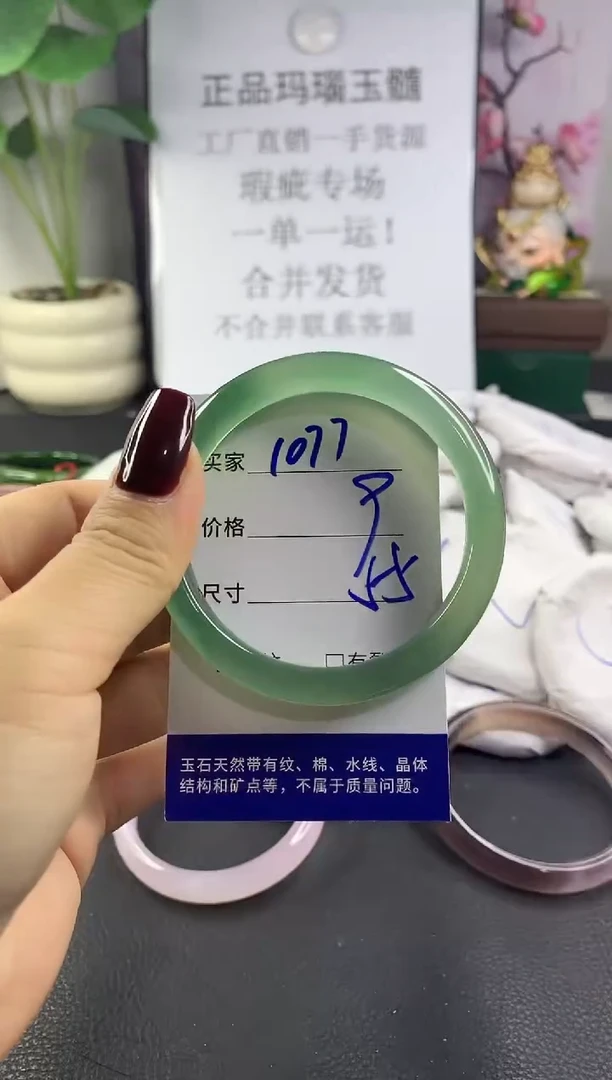 正品玛瑙玉髓
工厂直销一手货源
瑕疵专场
一单一运！
合并发货
不合并联系客服
买家 1077
价格
尺寸 55
□有
玉石天然带有纹、棉、水线、晶体
结构和矿点等，不属于质量问题。